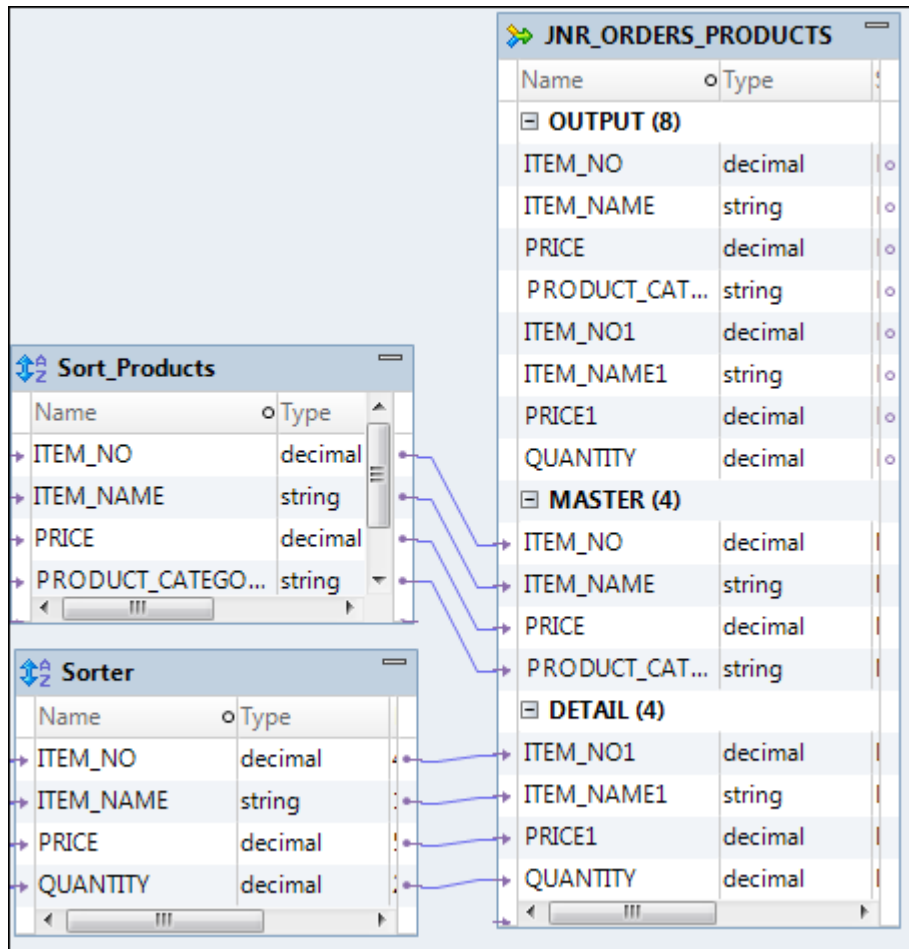 JNR_ORDERS_PRODUCTS
Name Type
OUTPUT (8)
ITEM_NO decimal
ITEM_NAME string
PRICE decimal
PRODUCT_CAT... string
ITEM_NO1 decimal
ITEM_NAME1 string
PRICE1 decimal
QUANTITY decimal
MASTER (4)
ITEM_NO decimal
ITEM_NAME string
PRICE decimal
PRODUCT_CAT... string
DETAIL (4)
ITEM_NO1 decimal
ITEM_NAME1 string
PRICE1 decimal
QUANTITY decimal
Sort_Products
Name Type
ITEM_NO decimal
ITEM_NAME string
PRICE decimal
PRODUCT_CATEGO... string
Sorter
Name Type
ITEM_NO decimal
ITEM_NAME string
PRICE decimal
QUANTITY decimal